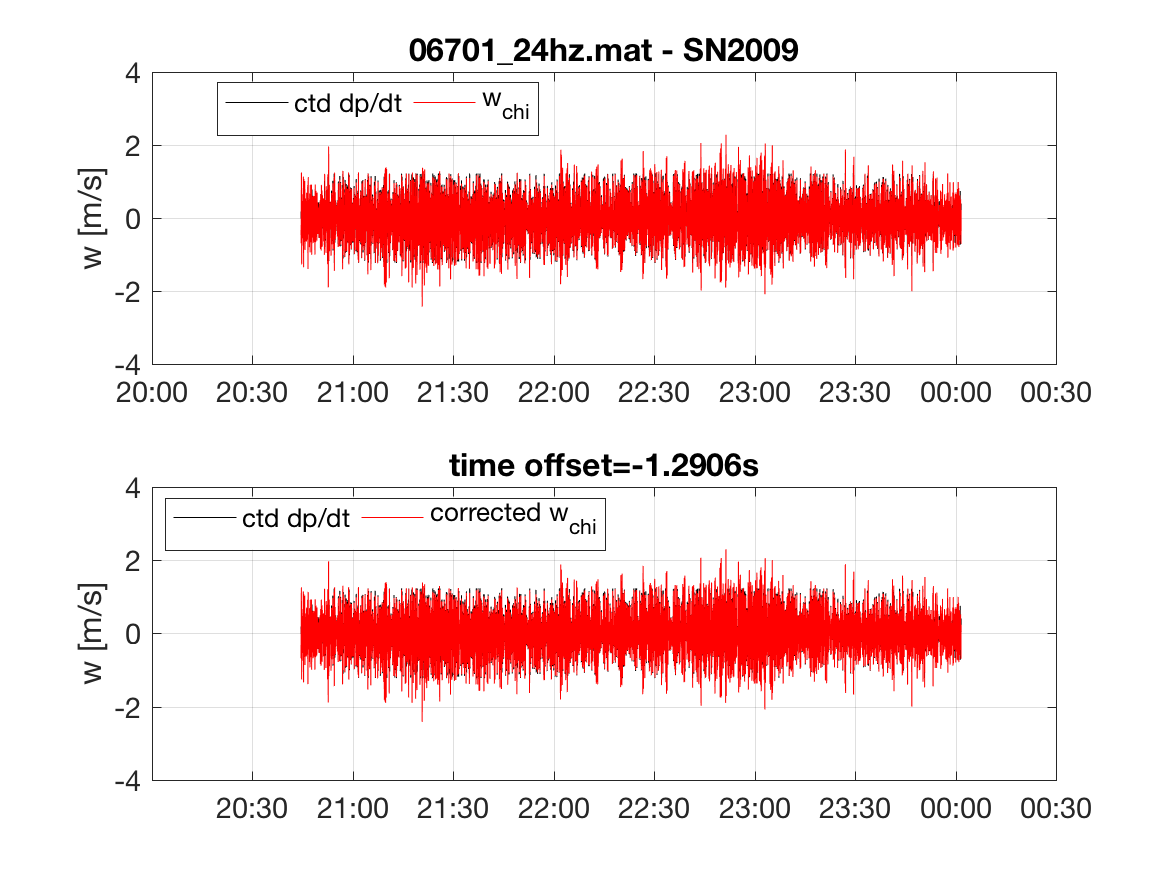 06701_24hz.mat - SN2009
4
ctd dp/dt w_chi
2
0
-2
-4
w [m/s]
20:00 20:30 21:00 21:30 22:00 22:30 23:00 23:30 00:00 00:30
time offset=-1.2906s
4
ctd dp/dt corrected w_chi
2
0
-2
-4
w [m/s]
20:30 21:00 21:30 22:00 22:30 23:00 23:30 00:00 00:30